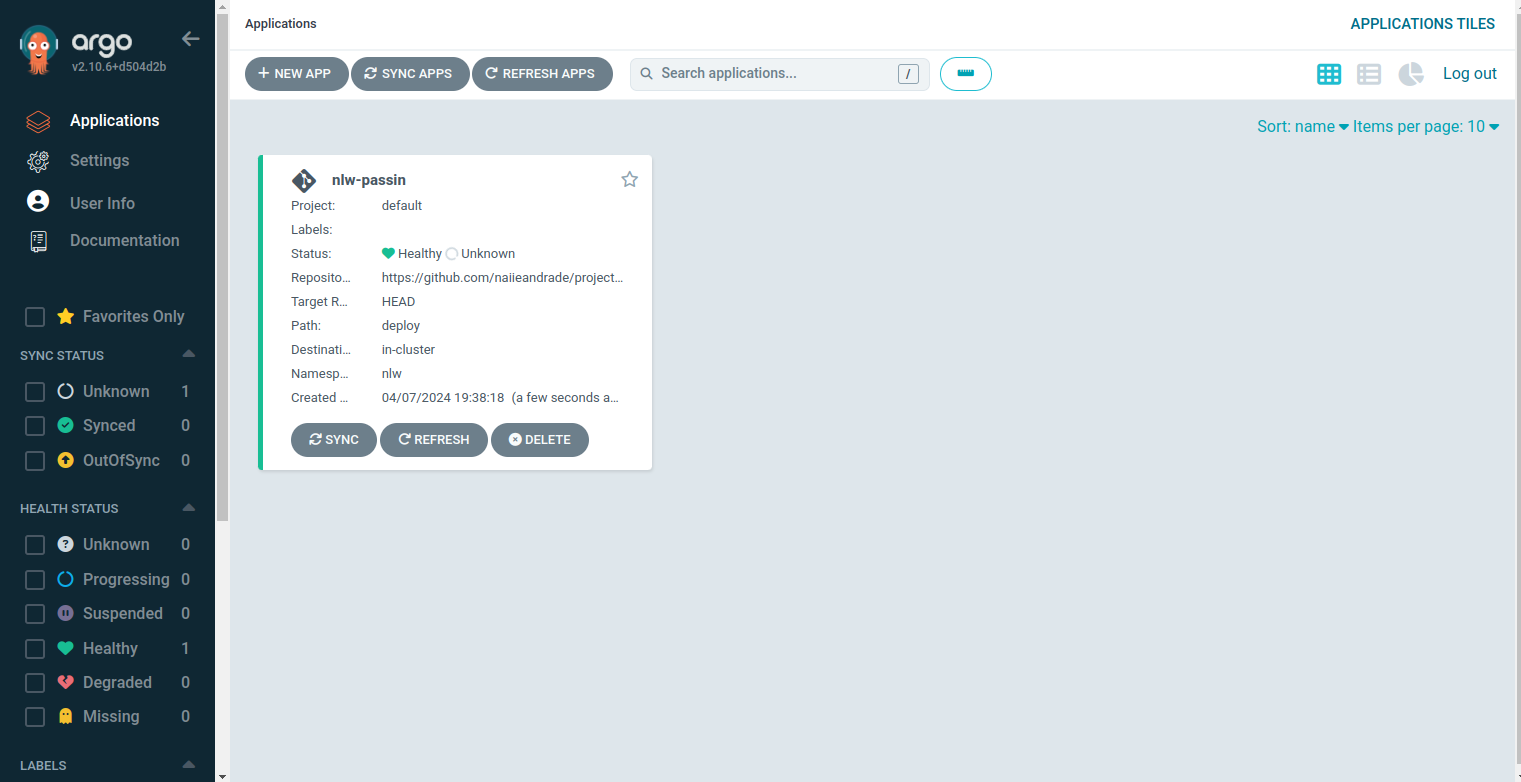 argo
v2.10.6+d504d2b
Applications
Settings
User Info
Documentation
Favorites Only
SYNC STATUS
Unknown 1
Synced 0
OutOfSync 0
HEALTH STATUS
Unknown 0
Progressing 0
Suspended 0
Healthy 1
Degraded 0
Missing 0
LABELS
Applications
APPLICATIONS TILES
+ NEW APP SYNC APPS REFRESH APPS Search applications... / Log out
Sort: name Items per page: 10
nlw-passin
Project: default
Labels:
Status: Healthy Unknown
Reposito... https://github.com/naiieandrade/project...
Target R... HEAD
Path: deploy
Destinati... in-cluster
Namesp... nlw
Created ... 04/07/2024 19:38:18 (a few seconds a...
SYNC REFRESH DELETE